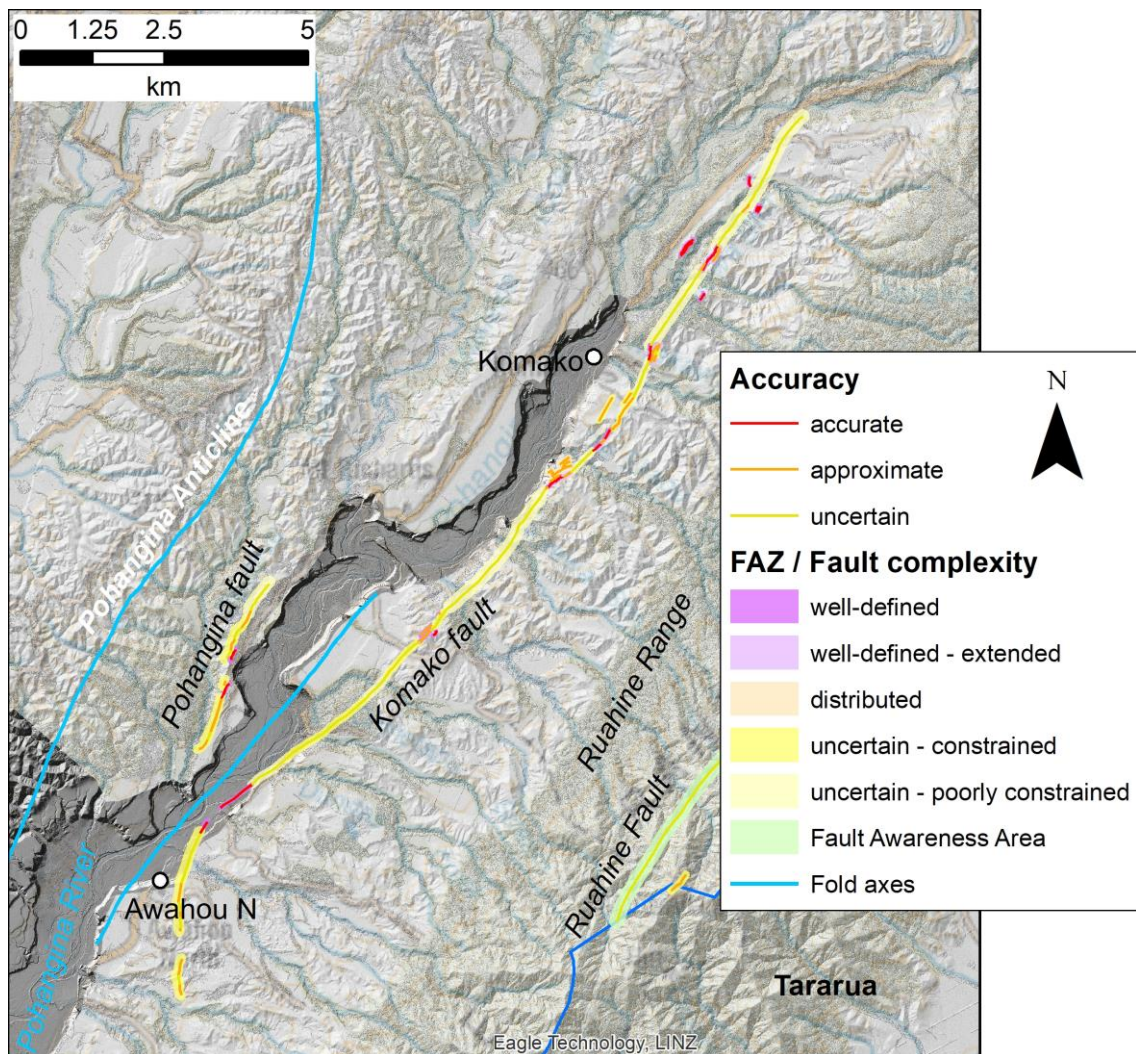 0 1.25 2.5 5
km
Komako
Pohangina Anticline
Pohangina fault
Komako fault
Ruahine Range
Ruahine Fault
Awahou N
Pohangina River
Tararua
Eagle Technology, LINZ
Accuracy
N
accurate
approximate
uncertain
FAZ / Fault complexity
well-defined
well-defined - extended
distributed
uncertain - constrained
uncertain - poorly constrained
Fault Awareness Area
Fold axes